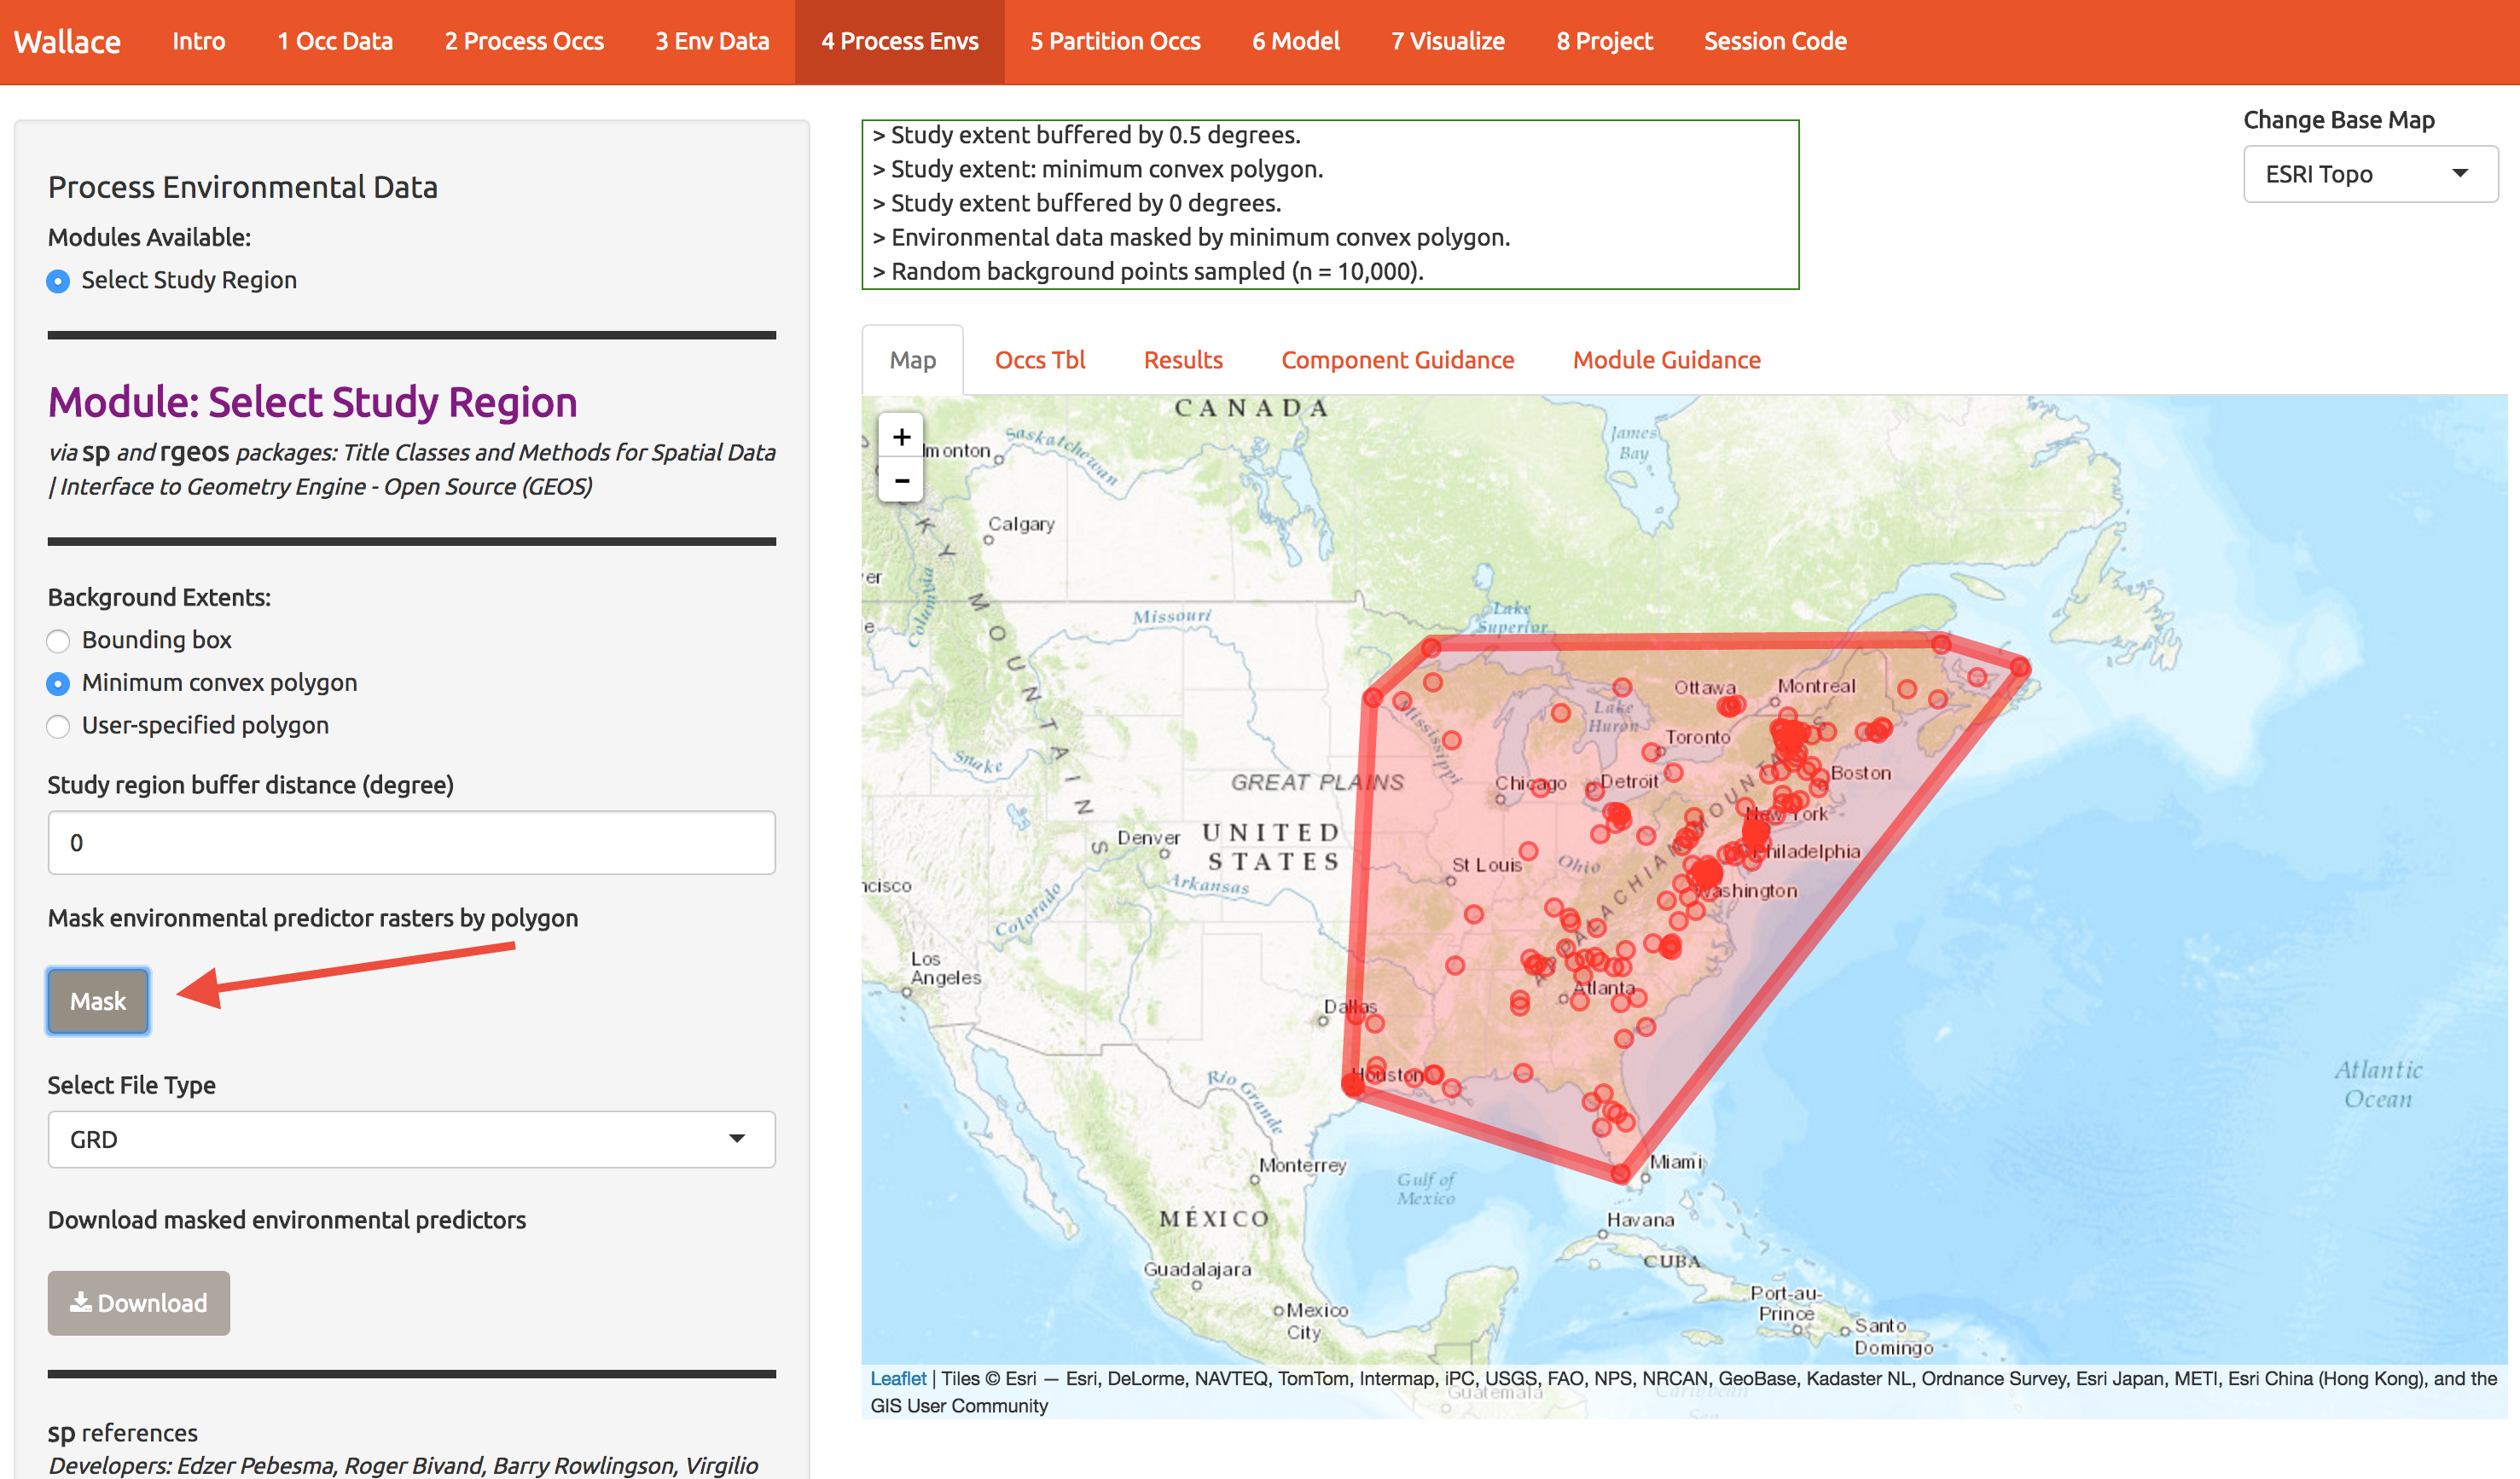 Wallace Intro 1 Occ Data 2 Process Occs 3 Env Data 4 Process Envs 5 Partition Occs 6 Model 7 Visualize 8 Project Session Code
Process Environmental Data
Modules Available:
Select Study Region
Module: Select Study Region
via sp and rgeos packages: Title Classes and Methods for Spatial Data
| Interface to Geometry Engine - Open Source (GEOS)
Background Extents:
Bounding box
Minimum convex polygon
User-specified polygon
Study region buffer distance (degree)
0
Mask environmental predictor rasters by polygon
Mask
Select File Type
GRD
Download masked environmental predictors
Download
sp references
Developers: Edzer Pebesma, Roger Bivand, Barry Rowlingson, Virgilio
> Study extent buffered by 0.5 degrees.
> Study extent: minimum convex polygon.
> Study extent buffered by 0 degrees.
> Environmental data masked by minimum convex polygon.
> Random background points sampled (n = 10,000).
Change Base Map
ESRI Topo
Map Occs Tbl Results Component Guidance Module Guidance
+
−
CANADA
lmonton
Saskatchewan
James
Bay
Calgary
er
Columbia
K Y M O U N T A I N S
Missouri
Lake
Superior
Ottawa
Montreal
Lake
Huron
Mississippi
Toronto
Snake
GREAT PLAINS
Chicago
Detroit
Boston
New York
Denver
UNITED
STATES
Philadelphia
St Louis
Ohio
APPALACHIAN MOUNTAINS
ncisco
Arkansas
Washington
Colorado
Los
Angeles
Atlanta
Dallas
Houston
Rio Grande
Atlantic
Ocean
Monterrey
Miami
Gulf of
Mexico
MÉXICO
Havana
CUBA
Guadalajara
Port-au-
Prince
Mexico
City
Santo
Domingo
Guatemala
Caribbean
Sea
Leaflet | Tiles © Esri — Esri, DeLorme, NAVTEQ, TomTom, Intermap, iPC, USGS, FAO, NPS, NRCAN, GeoBase, Kadaster NL, Ordnance Survey, Esri Japan, METI, Esri China (Hong Kong), and the
GIS User Community